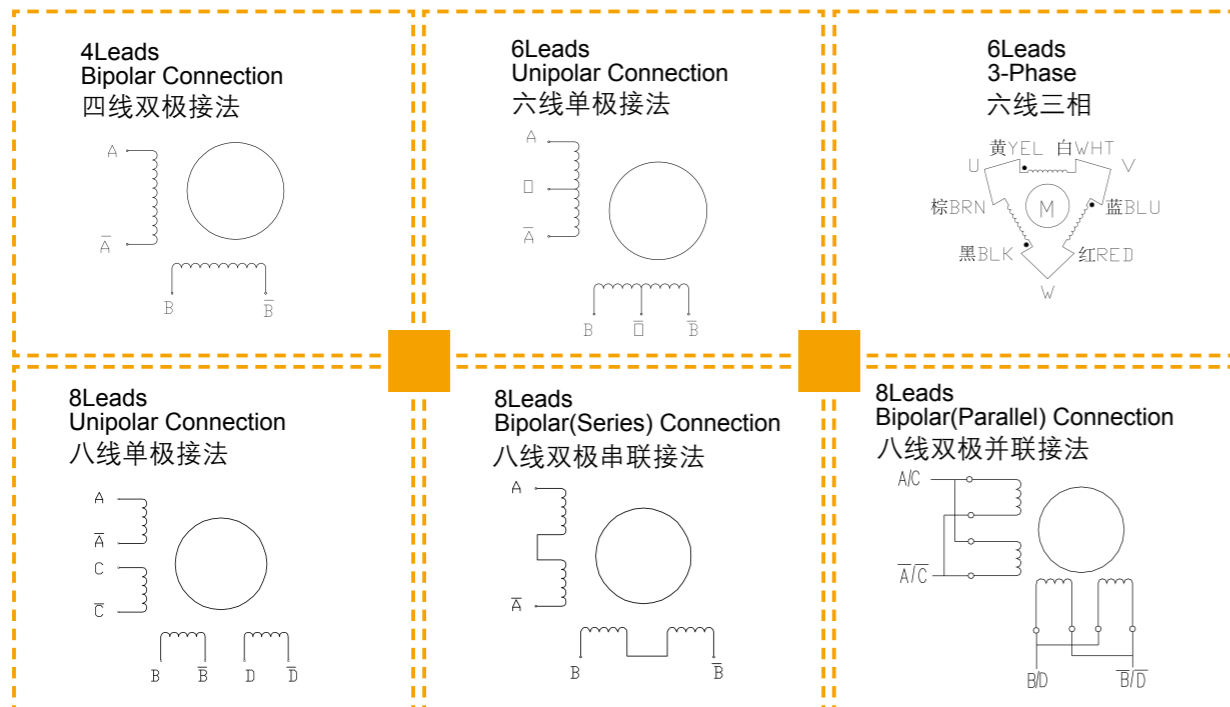 4Leads
Bipolar Connection
四线双极接法
A
A̅
B
B̅
6Leads
Unipolar Connection
六线单极接法
A
O
A̅
B
O̅
B̅
6Leads
3-Phase
六线三相
黄YEL 白WHT
U V
棕BRN M 蓝BLU
黑BLK 红RED
W
8Leads
Unipolar Connection
八线单极接法
A
A̅
C
C̅
B B̅ D D̅
8Leads
Bipolar(Series) Connection
八线双极串联接法
A
A̅
B
B̅
8Leads
Bipolar(Parallel) Connection
八线双极并联接法
A/C
A̅/C̅
B/D
B̅/D̅